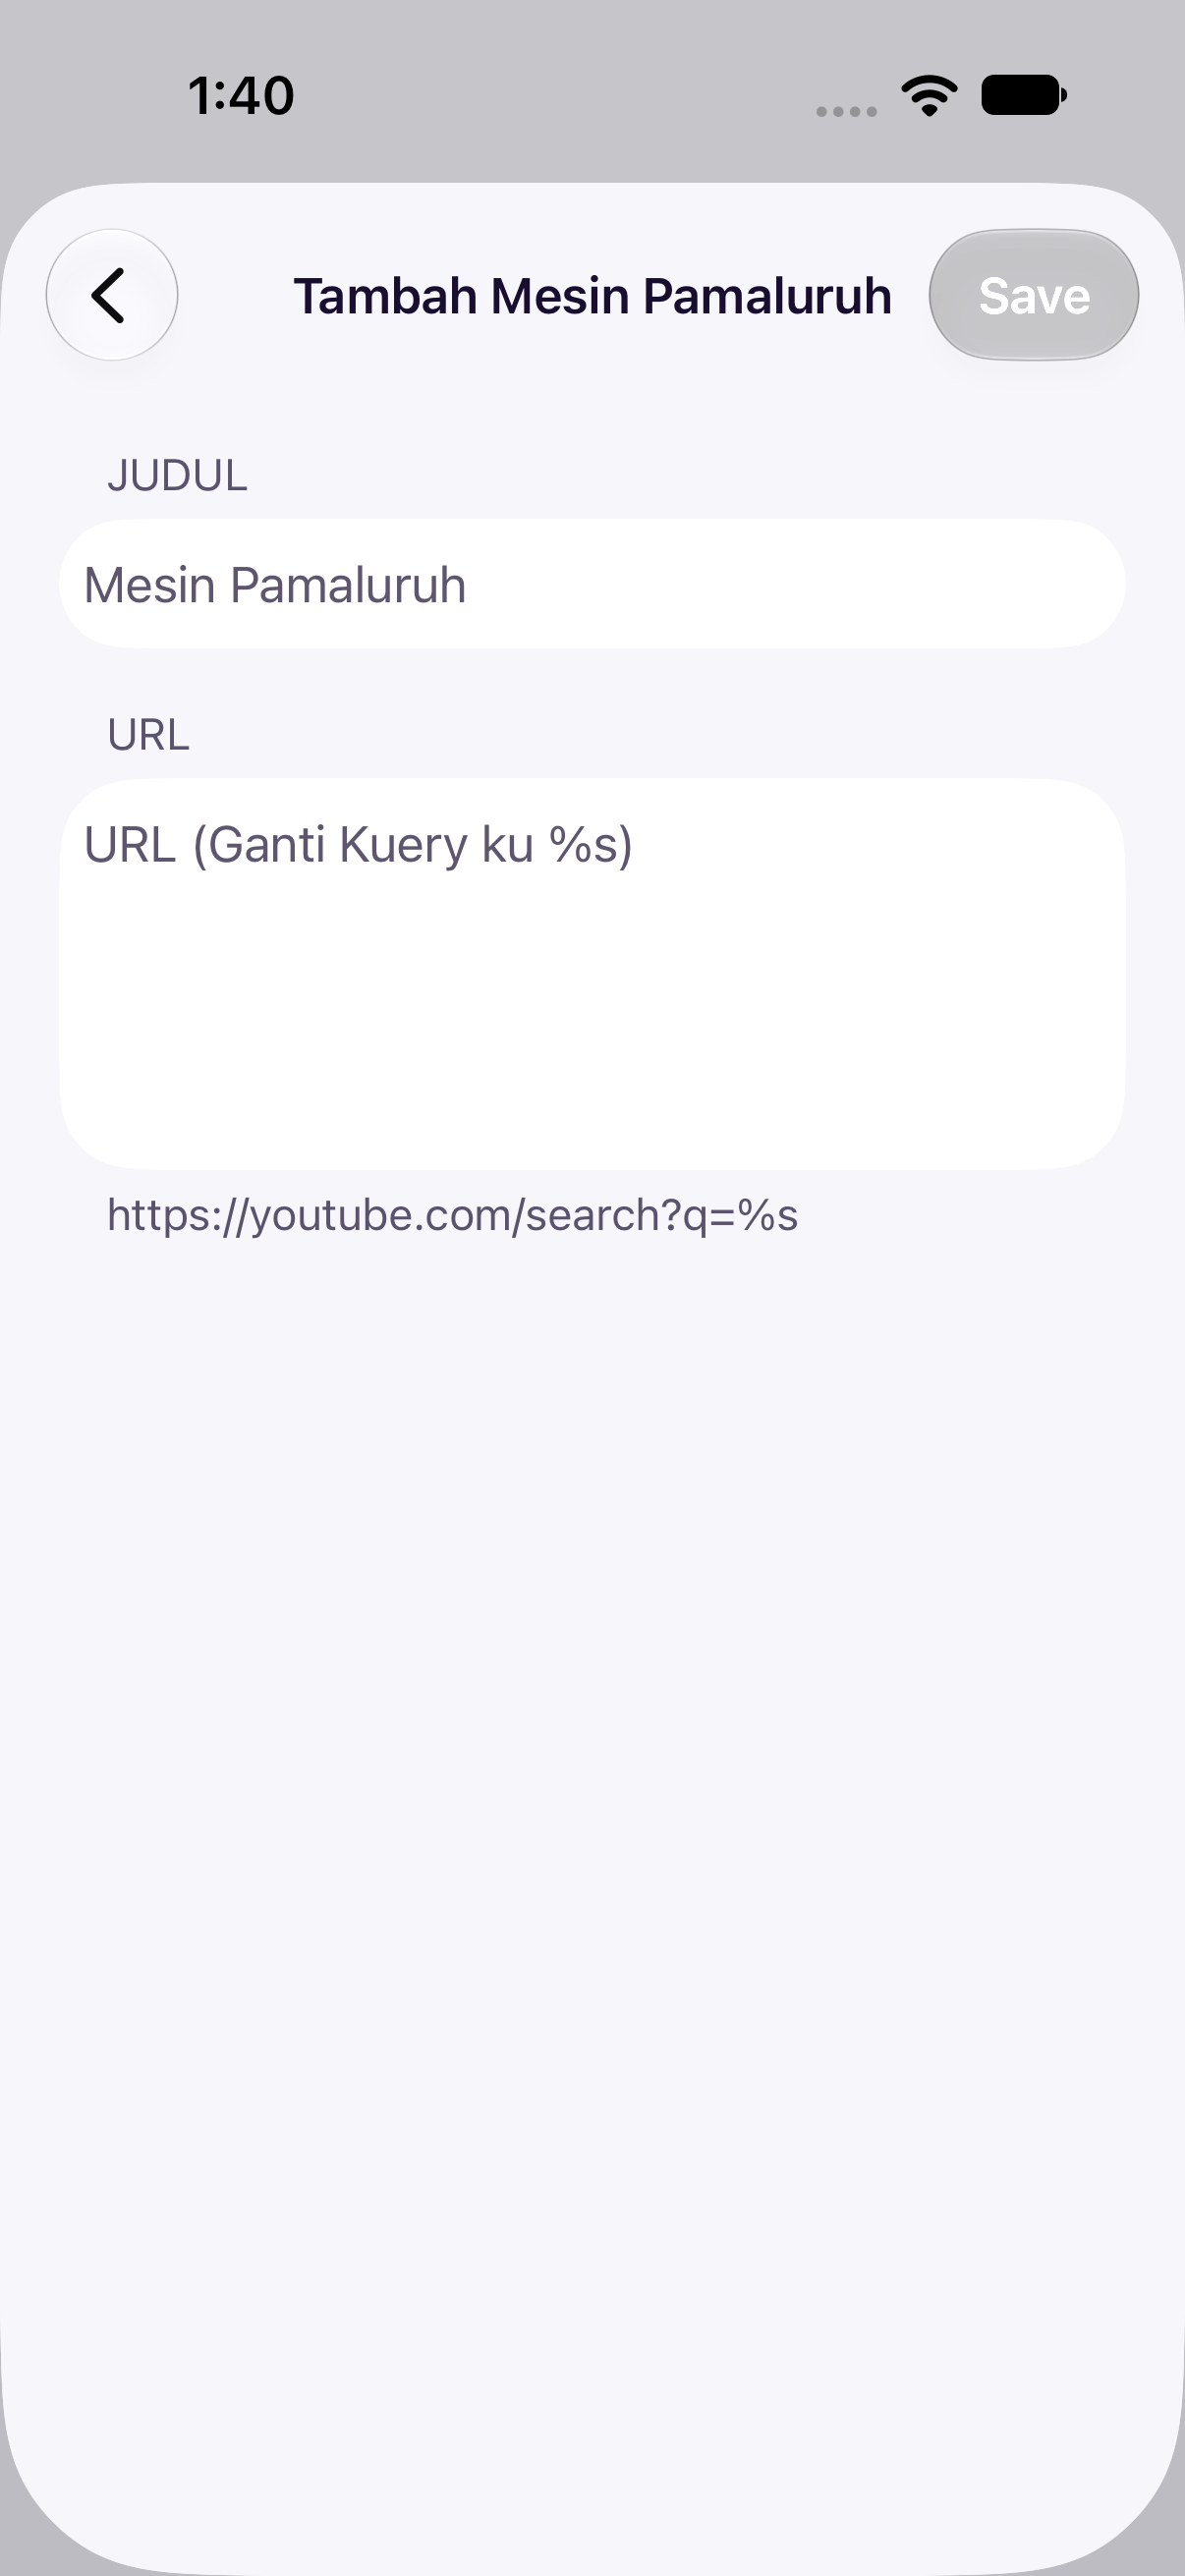 1:40
Tambah Mesin Pamaluruh
Save
JUDUL
Mesin Pamaluruh
URL
URL (Ganti Kuery ku %s)
https://youtube.com/search?q=%s